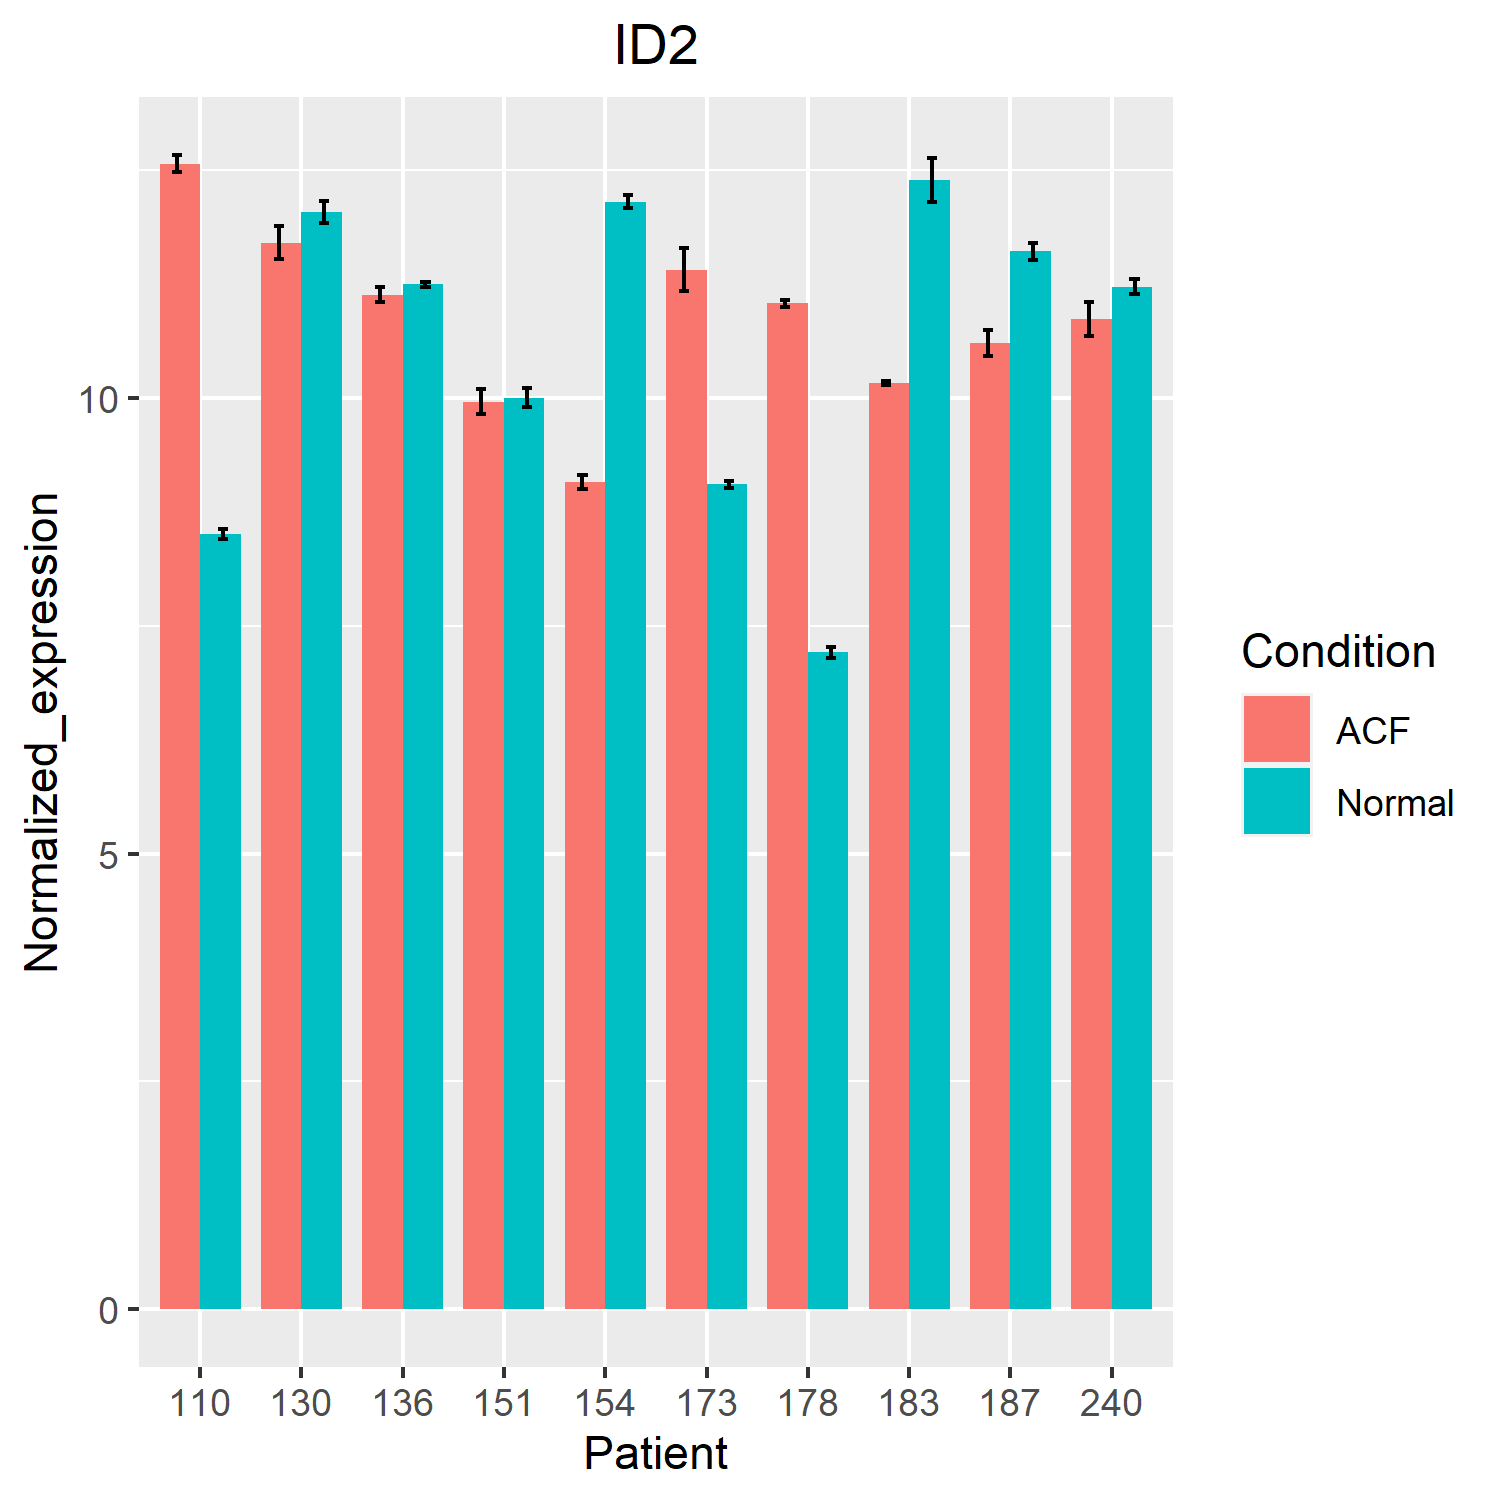 ID2
Normalized_expression
10
5
0
110 130 136 151 154 173 178 183 187 240
Patient
Condition
ACF
Normal